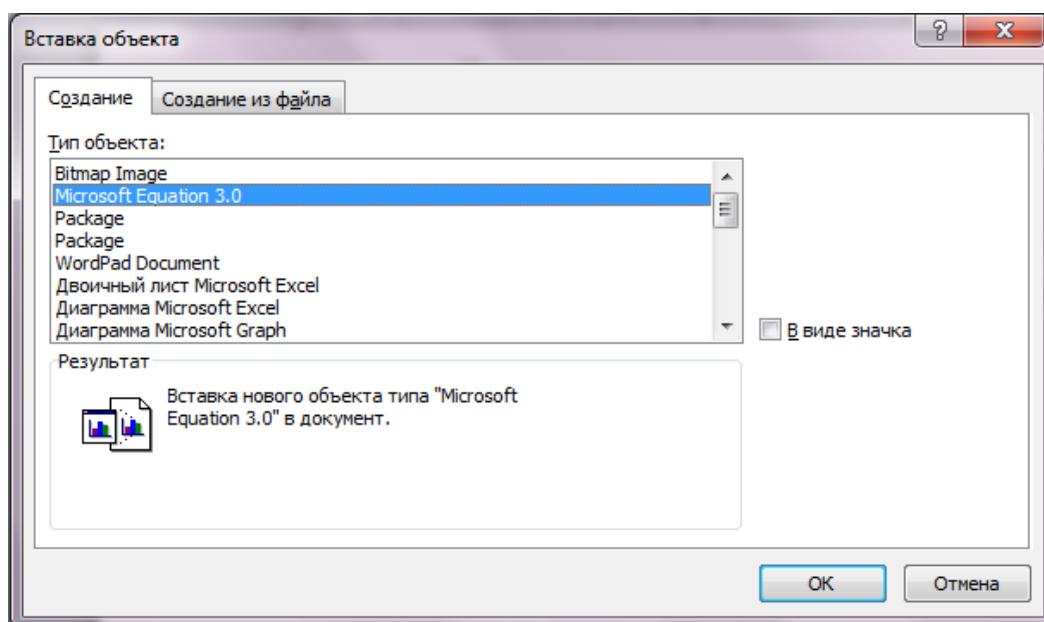 Вставка объекта
Создание
Создание из файла
Тип объекта:
Bitmap Image
Microsoft Equation 3.0
Package
Package
WordPad Document
Двоичный лист Microsoft Excel
Диаграмма Microsoft Excel
Диаграмма Microsoft Graph
В виде значка
Результат
Вставка нового объекта типа "Microsoft
Equation 3.0" в документ.
ОК
Отмена